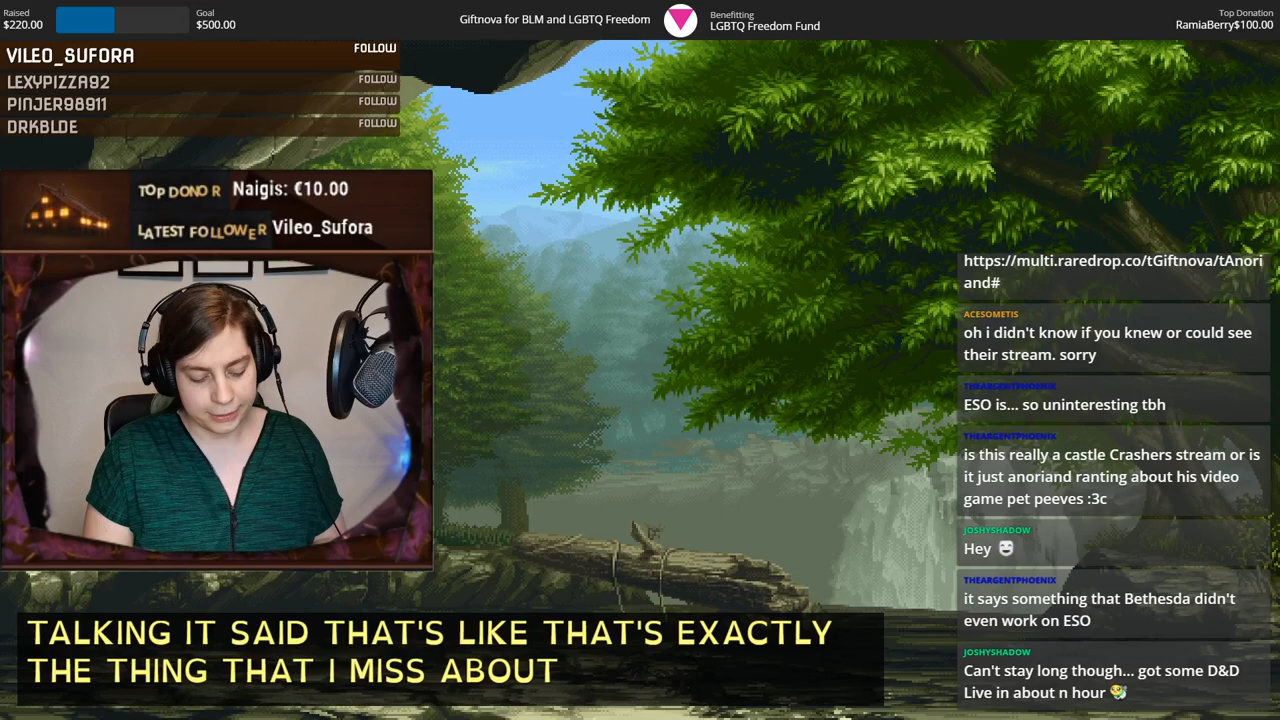 Raised
$220.00
Goal
$500.00
Giftnova for BLM and LGBTQ Freedom
Benefitting
LGBTQ Freedom Fund
Top Donation
RamiaBerry$100.00
VILEO_SUFORA FOLLOW
LEXYPIZZA92 FOLLOW
PINJER98911 FOLLOW
DRKBLDE FOLLOW
TOP DONOR Naigis: €10.00
LATEST FOLLOWER Vileo_Sufora
https://multi.raredrop.co/tGiftnova/tAnori
and#
ACESOMETIS
oh i didn't know if you knew or could see
their stream. sorry
THEARGENTPHOENIX
ESO is... so uninteresting tbh
THEARGENTPHOENIX
is this really a castle Crashers stream or is
it just anoriand ranting about his video
game pet peeves :3c
JOSHYSHADOW
Hey
THEARGENTPHOENIX
it says something that Bethesda didn't
even work on ESO
JOSHYSHADOW
Can't stay long though... got some D&D
Live in about n hour
TALKING IT SAID THAT'S LIKE THAT'S EXACTLY
THE THING THAT I MISS ABOUT